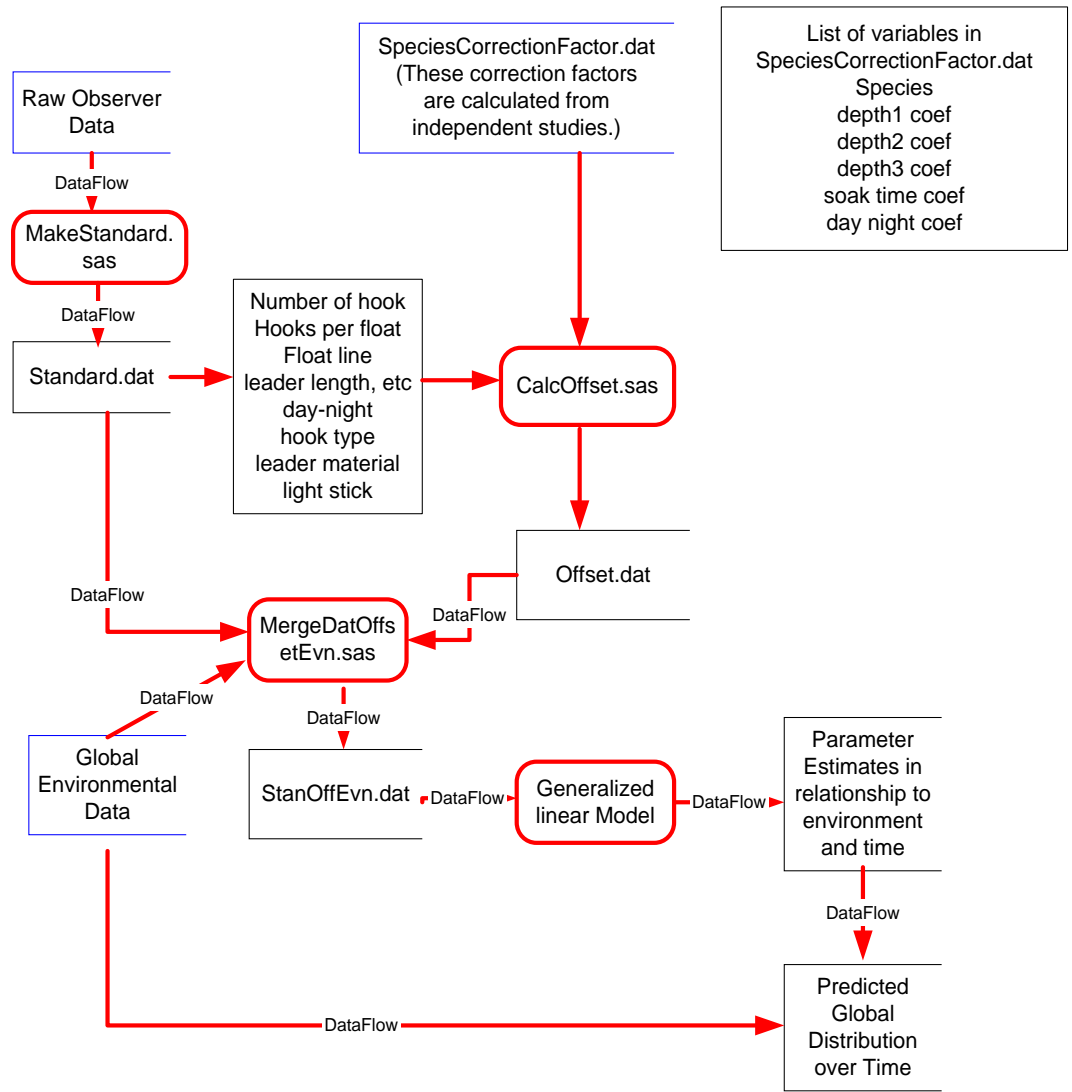 SpeciesCorrectionFactor.dat
(These correction factors
are calculated from
independent studies.)
List of variables in
SpeciesCorrectionFactor.dat
Species
depth1 coef
depth2 coef
depth3 coef
soak time coef
day night coef
Raw Observer
Data
DataFlow
MakeStandard.
sas
DataFlow
Standard.dat
Number of hook
Hooks per float
Float line
leader length, etc
day-night
hook type
leader material
light stick
CalcOffset.sas
Offset.dat
DataFlow
DataFlow
MergeDatOffs
etEvn.sas
DataFlow
DataFlow
Global
Environmental
Data
StanOffEvn.dat
DataFlow
Generalized
linear Model
DataFlow
Parameter
Estimates in
relationship to
environment
and time
DataFlow
Predicted
Global
Distribution
over Time
DataFlow